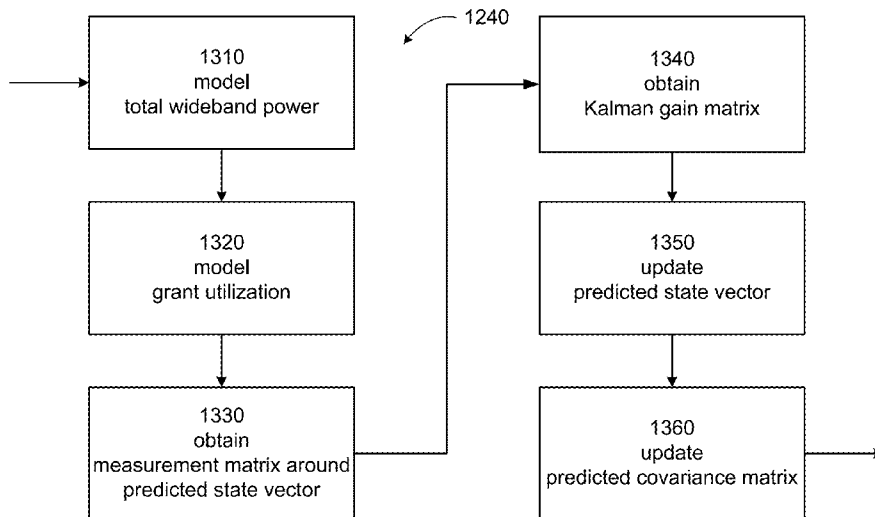 1240
1310
model
total wideband power
1320
model
grant utilization
1330
obtain
measurement matrix around
predicted state vector
1340
obtain
Kalman gain matrix
1350
update
predicted state vector
1360
update
predicted covariance matrix